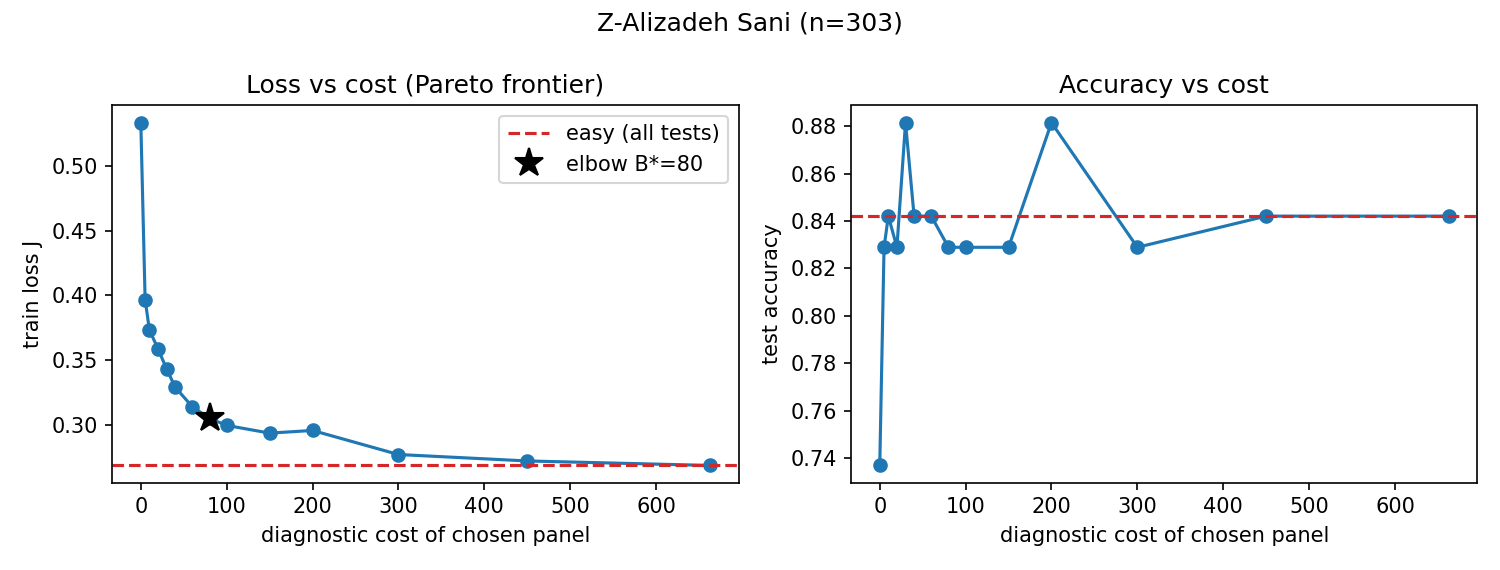 Z-Alizadeh Sani (n=303)
Loss vs cost (Pareto frontier)
easy (all tests)
elbow B*=80
train loss J
0.50
0.45
0.40
0.35
0.30
0 100 200 300 400 500 600
diagnostic cost of chosen panel
Accuracy vs cost
test accuracy
0.88
0.86
0.84
0.82
0.80
0.78
0.76
0.74
0 100 200 300 400 500 600
diagnostic cost of chosen panel